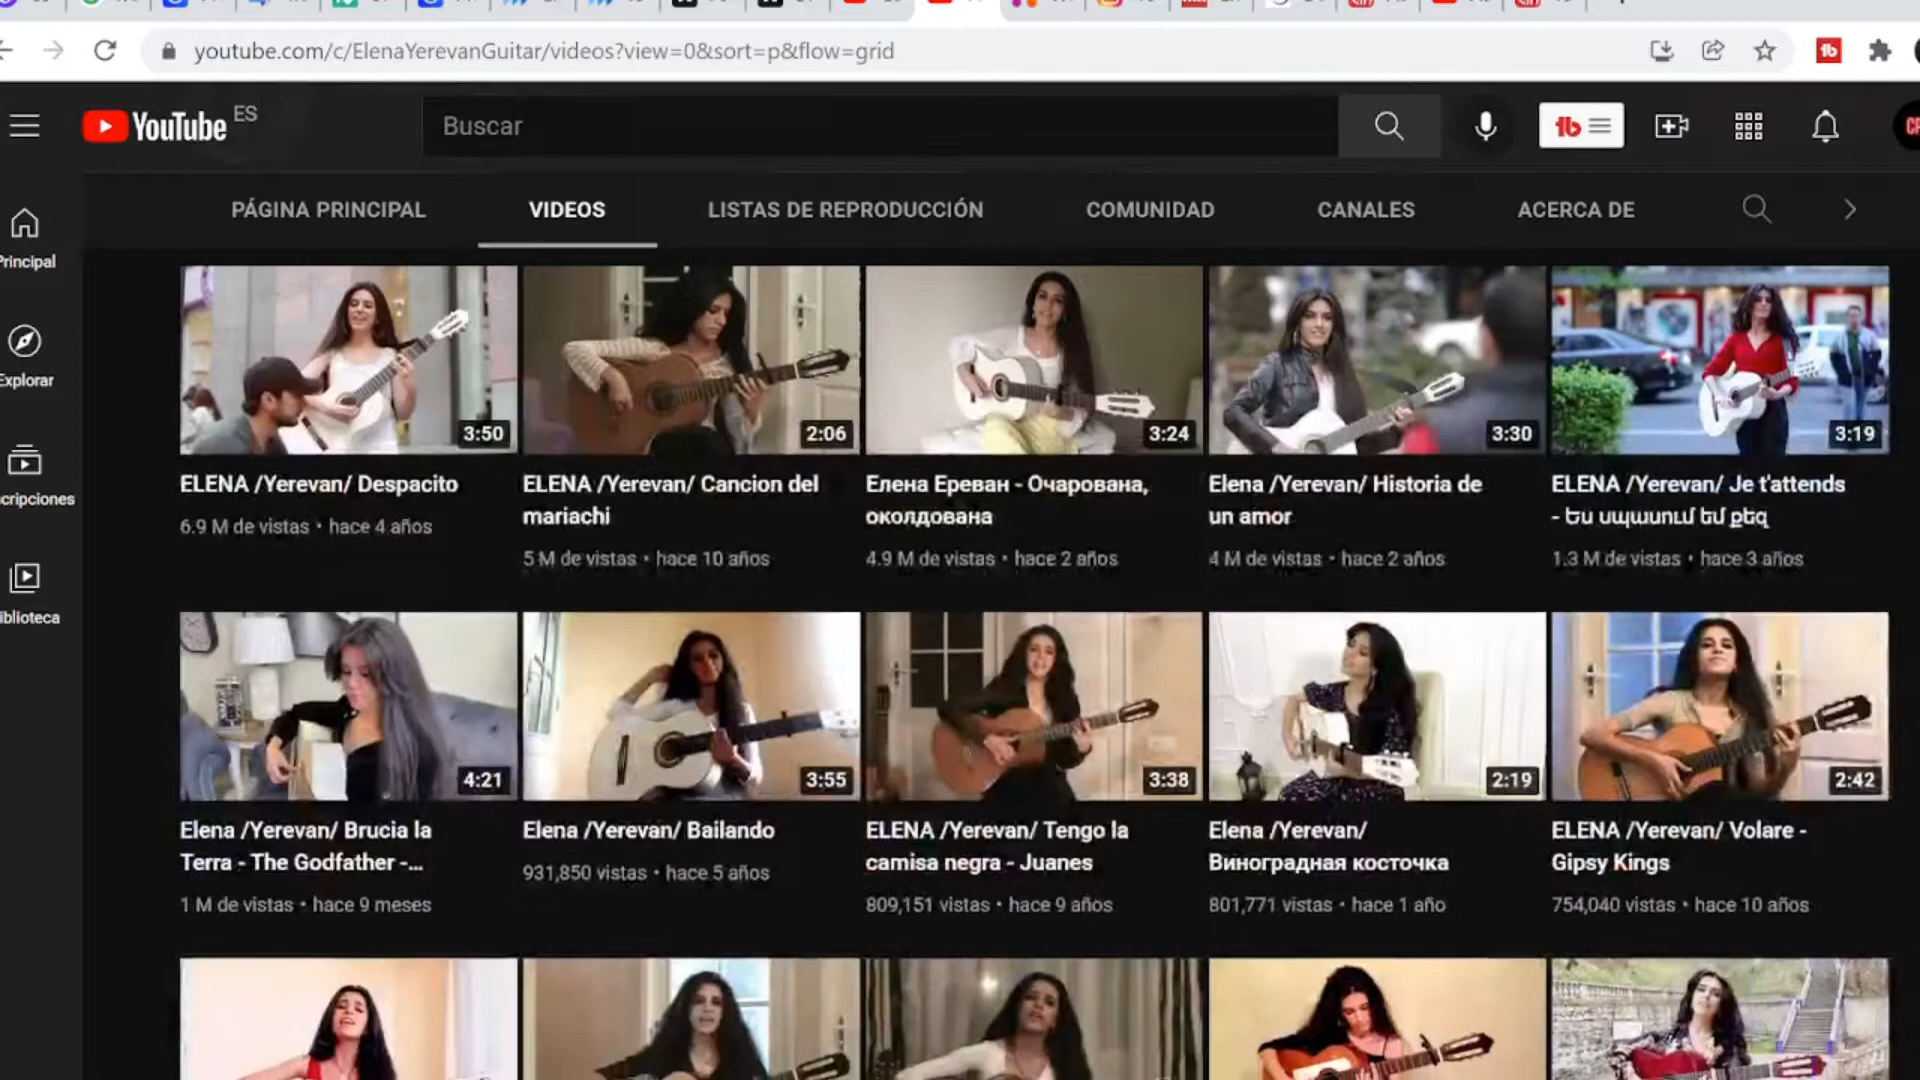 youtube.com/c/ElenaYerevanGuitar/videos?view=0&sort=p&flow=grid
YouTube ES
Buscar
PÁGINA PRINCIPAL VIDEOS LISTAS DE REPRODUCCIÓN COMUNIDAD CANALES ACERCA DE
Principal
Explorar
cripciones
iblioteca
3:50 2:06 3:24 3:30 3:19
ELENA /Yerevan/ Despacito
6.9 M de vistas • hace 4 años
ELENA /Yerevan/ Cancion del
mariachi
5 M de vistas • hace 10 años
Елена Ереван - Очарована,
околдована
4.9 M de vistas • hace 2 años
Elena /Yerevan/ Historia de
un amor
4 M de vistas • hace 2 años
ELENA /Yerevan/ Je t'attends
- Ես սպասում եմ քեզ
1.3 M de vistas • hace 3 años
4:21 3:55 3:38 2:19 2:42
Elena /Yerevan/ Brucia la
Terra - The Godfather -...
1 M de vistas • hace 9 meses
Elena /Yerevan/ Bailando
931,850 vistas • hace 5 años
ELENA /Yerevan/ Tengo la
camisa negra - Juanes
809,151 vistas • hace 9 años
Elena /Yerevan/
Виноградная косточка
801,771 vistas • hace 1 año
ELENA /Yerevan/ Volare -
Gipsy Kings
754,040 vistas • hace 10 años